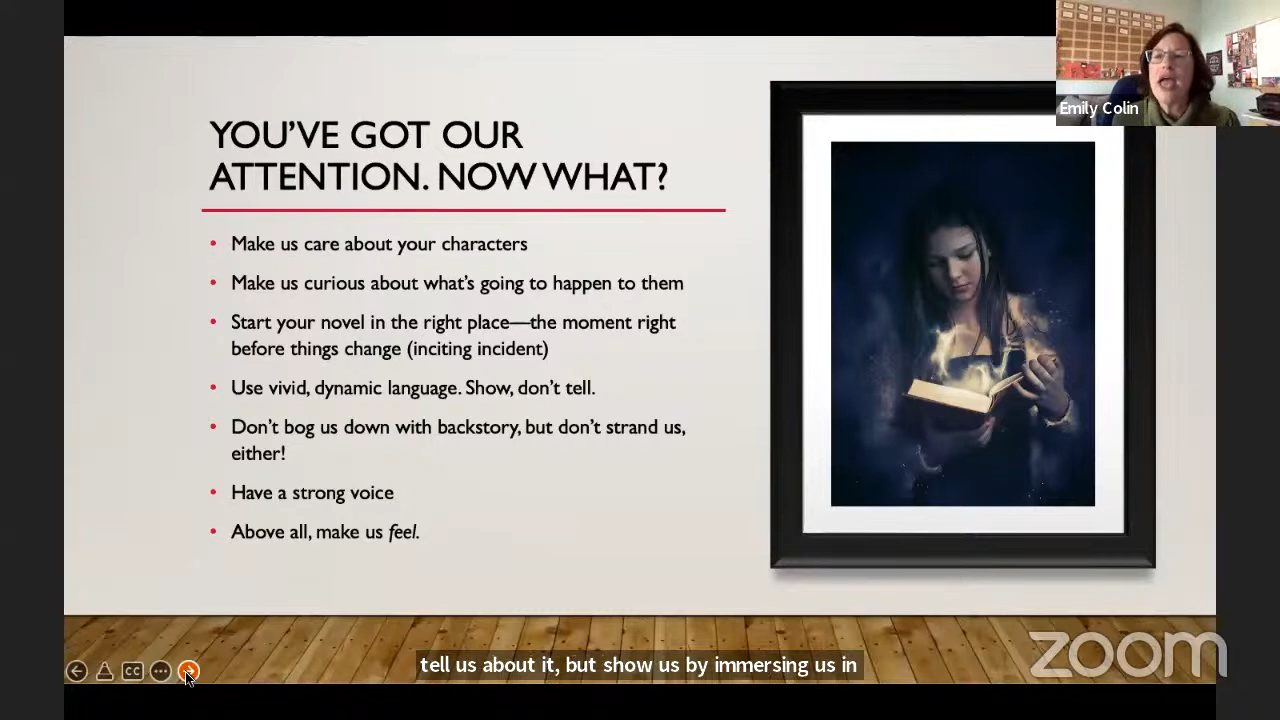 Emily Colin
YOU’VE GOT OUR
ATTENTION. NOW WHAT?
• Make us care about your characters
• Make us curious about what’s going to happen to them
• Start your novel in the right place—the moment right
before things change (inciting incident)
• Use vivid, dynamic language. Show, don’t tell.
• Don’t bog us down with backstory, but don’t strand us,
either!
• Have a strong voice
• Above all, make us feel.
CC
tell us about it, but show us by immersing us in
zoom